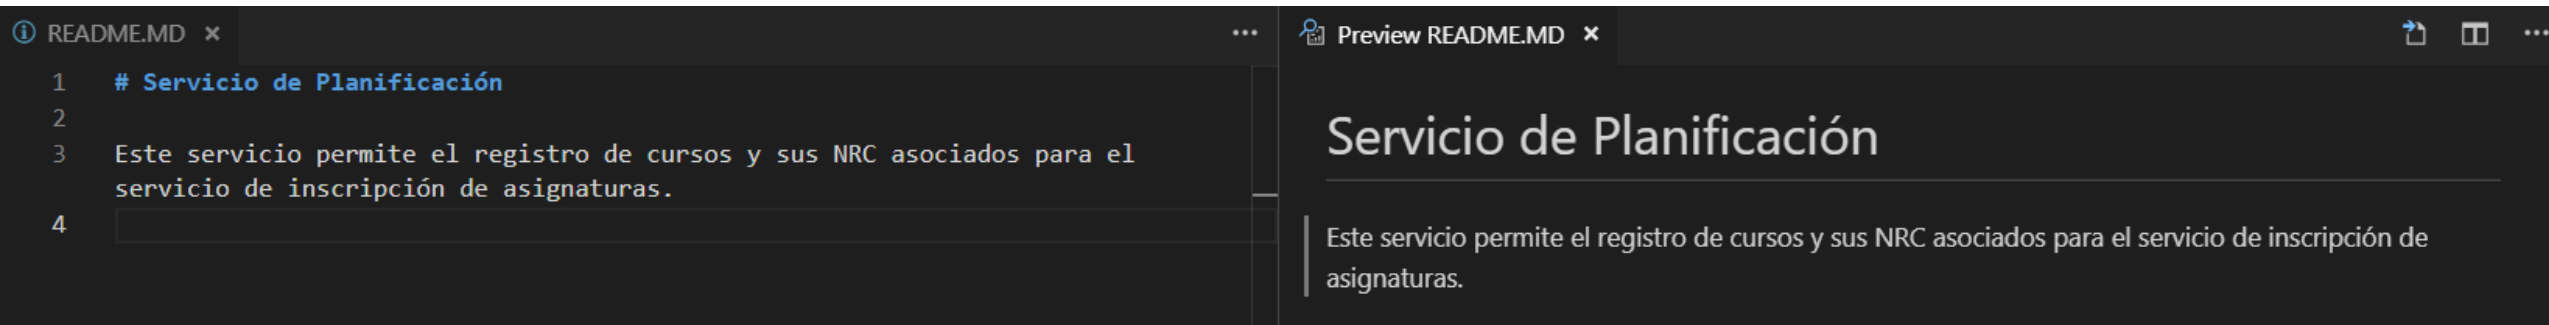 README.MD
1 # Servicio de Planificación
2
3 Este servicio permite el registro de cursos y sus NRC asociados para el
servicio de inscripción de asignaturas.
4
Preview README.MD
Servicio de Planificación
Este servicio permite el registro de cursos y sus NRC asociados para el servicio de inscripción de
asignaturas.